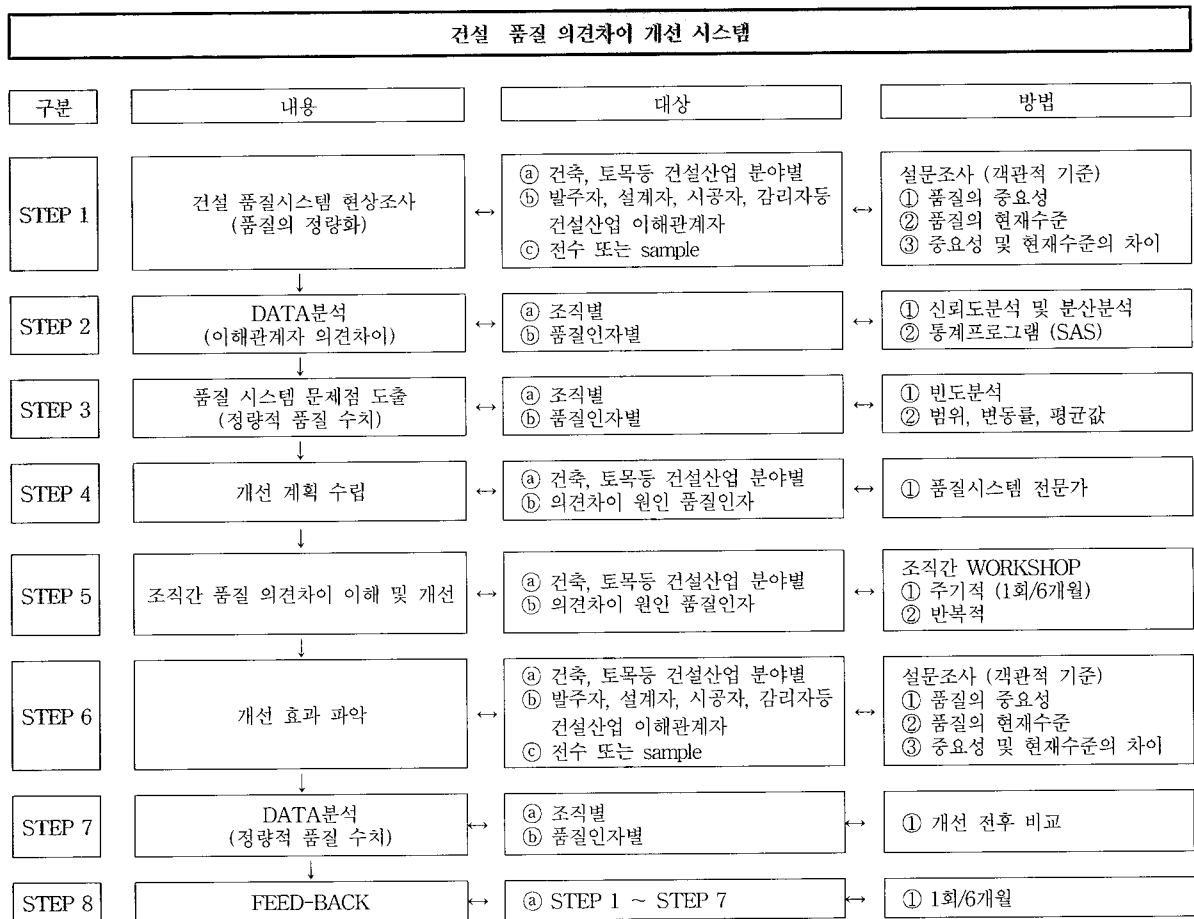 건설 품질 의견차이 개선 시스템
구분
내용
대상
방법
STEP 1
건설 품질시스템 현상조사
(품질의 정량화)
ⓐ 건축, 토목등 건설산업 분야별
ⓑ 발주자, 설계자, 시공자, 감리자등
건설산업 이해관계자
ⓒ 전수 또는 sample
설문조사 (객관적 기준)
① 품질의 중요성
② 품질의 현재수준
③ 중요성 및 현재수준의 차이
STEP 2
DATA분석
(이해관계자 의견차이)
ⓐ 조직별
ⓑ 품질인자별
① 신뢰도분석 및 분산분석
② 통계프로그램 (SAS)
STEP 3
품질 시스템 문제점 도출
(정량적 품질 수치)
ⓐ 조직별
ⓑ 품질인자별
① 빈도분석
② 범위, 변동률, 평균값
STEP 4
개선 계획 수립
ⓐ 건축, 토목등 건설산업 분야별
ⓑ 의견차이 원인 품질인자
① 품질시스템 전문가
STEP 5
조직간 품질 의견차이 이해 및 개선
ⓐ 건축, 토목등 건설산업 분야별
ⓑ 의견차이 원인 품질인자
조직간 WORKSHOP
① 주기적 (1회/6개월)
② 반복적
STEP 6
개선 효과 파악
ⓐ 건축, 토목등 건설산업 분야별
ⓑ 발주자, 설계자, 시공자, 감리자등
건설산업 이해관계자
ⓒ 전수 또는 sample
설문조사 (객관적 기준)
① 품질의 중요성
② 품질의 현재수준
③ 중요성 및 현재수준의 차이
STEP 7
DATA분석
(정량적 품질 수치)
ⓐ 조직별
ⓑ 품질인자별
① 개선 전후 비교
STEP 8
FEED-BACK
ⓐ STEP 1 ~ STEP 7
① 1회/6개월